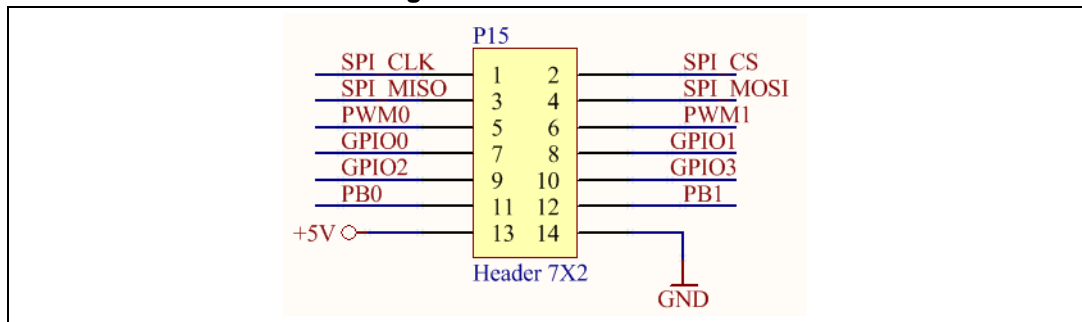 P15
SPI_CLK 1 2 SPI_CS
SPI_MISO 3 4 SPI_MOSI
PWM0 5 6 PWM1
GPIO0 7 8 GPIO1
GPIO2 9 10 GPIO3
PB0 11 12 PB1
+5V 13 14
Header 7X2
GND